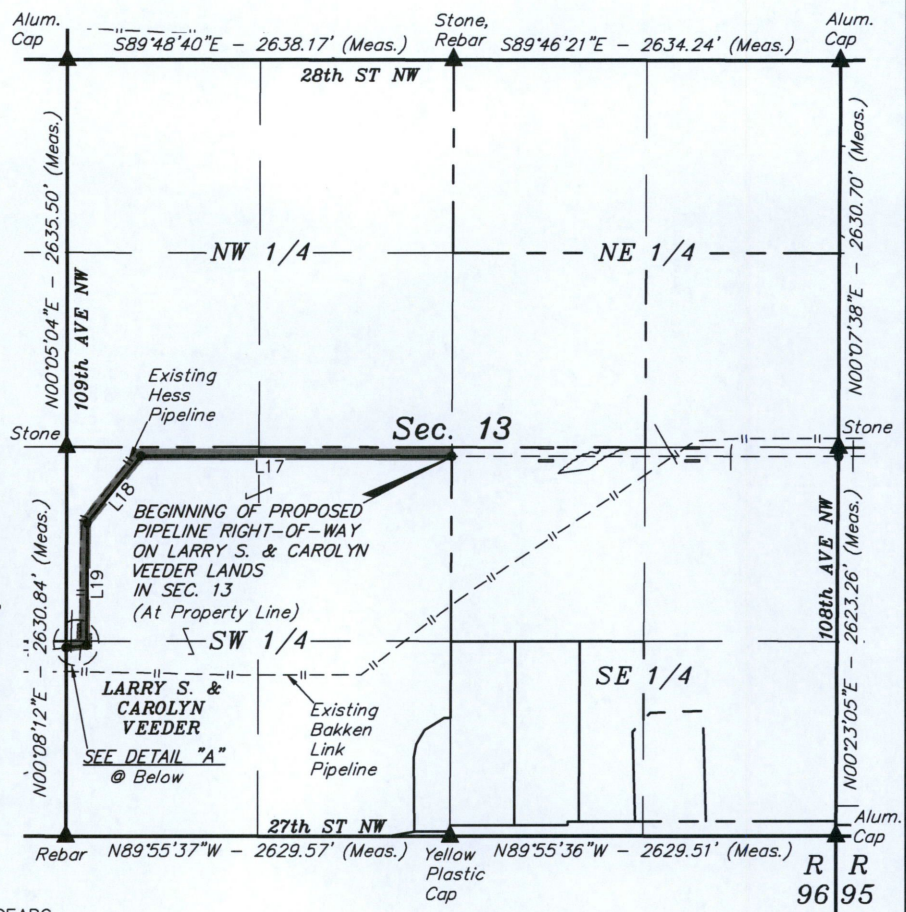 Alum.
Cap
S89°48'40"E - 2638.17' (Meas.)
Stone,
Rebar
S89°46'21"E - 2634.24' (Meas.)
Alum.
Cap
28th ST NW
N00°05'04"E - 2635.50' (Meas.)
109th AVE NW
NW 1/4
NE 1/4
N00°07'38"E - 2630.70' (Meas.)
Existing
Hess
Pipeline
Stone
Sec. 13
Stone
L17
L18
L19
BEGINNING OF PROPOSED
PIPELINE RIGHT-OF-WAY
ON LARRY S. & CAROLYN
VEEDER LANDS
IN SEC. 13
(At Property Line)
N00°08'12"E - 2630.84' (Meas.)
SW 1/4
108th AVE NW
N00°23'05"E - 2623.26' (Meas.)
SE 1/4
LARRY S. &
CAROLYN
VEEDER
SEE DETAIL "A"
@ Below
Existing
Bakken
Link
Pipeline
27th ST NW
Rebar
N89°55'37"W - 2629.57' (Meas.)
Yellow
Plastic
Cap
N89°55'36"W - 2629.51' (Meas.)
Alum.
Cap
R R
96 95